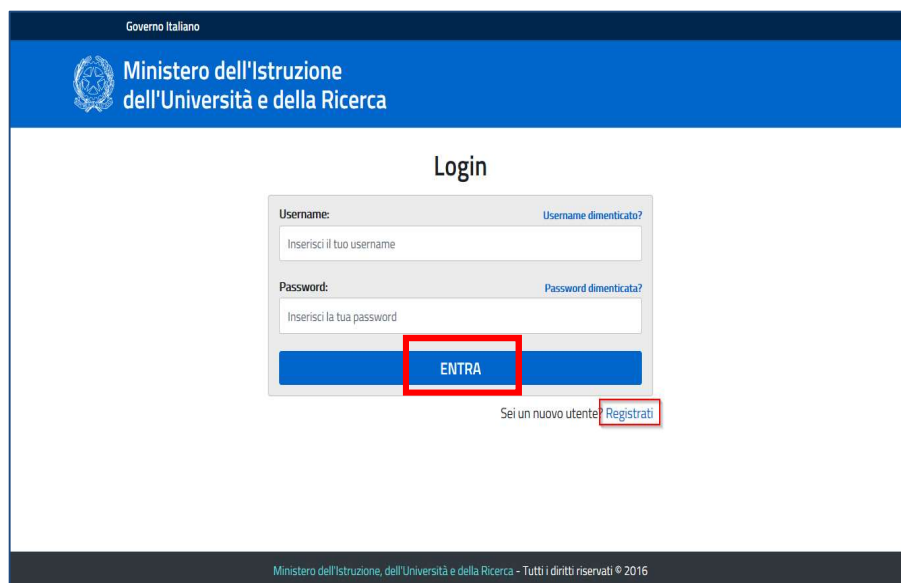 Governo Italiano
Ministero dell'Istruzione
dell'Università e della Ricerca
Login
Username: Username dimenticato?
Inserisci il tuo username
Password: Password dimenticata?
Inserisci la tua password
ENTRA
Sei un nuovo utente? Registrati
Ministero dell'Istruzione, dell'Università e della Ricerca - Tutti i diritti riservati © 2016